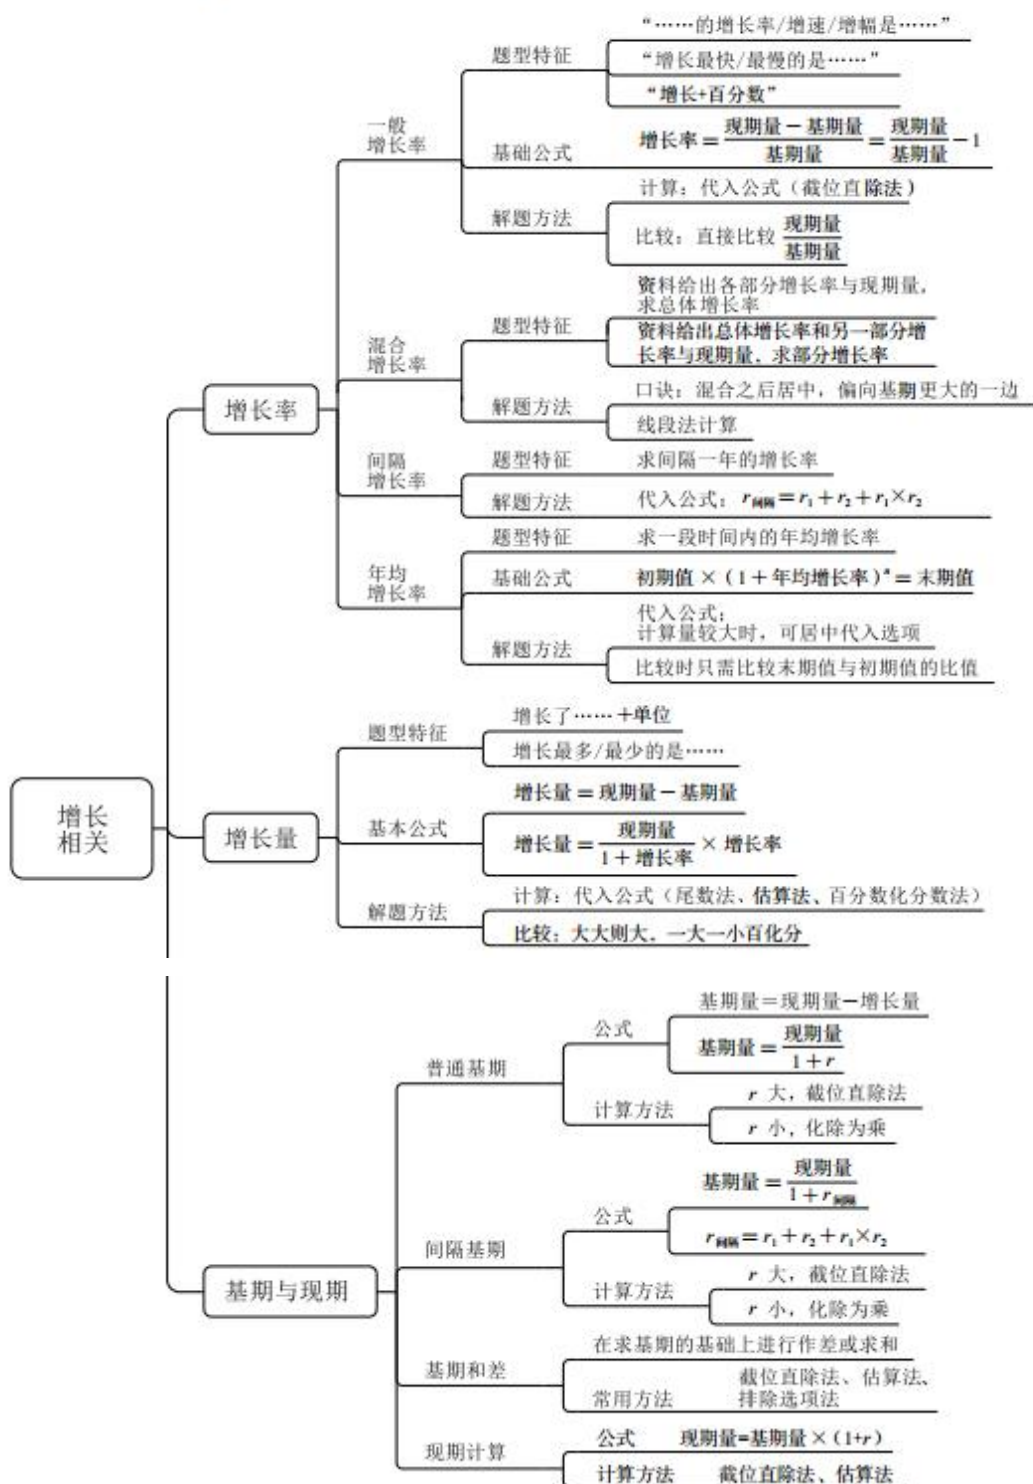 增长
相关
增长率
一般
增长率
题型特征
“……的增长率/增速/增幅是……”
“增长最快/最慢的是……”
“增长+百分数”
基础公式
增长率=(现期量-基期量)/基期量=现期量/基期量-1
解题方法
计算：代入公式（截位直除法）
比较：直接比较 现期量/基期量
混合
增长率
题型特征
资料给出各部分增长率与现期量，
求总体增长率
资料给出总体增长率和另一部分增
长率与现期量，求部分增长率
解题方法
口诀：混合之后居中，偏向基期更大的一边
线段法计算
间隔
增长率
题型特征
求间隔一年的增长率
解题方法
代入公式：r间隔=r₁+r₂+r₁×r₂
年均
增长率
题型特征
求一段时间内的年均增长率
基础公式
初期值×(1+年均增长率)ⁿ=末期值
解题方法
代入公式；
计算量较大时，可居中代入选项
比较时只需比较末期值与初期值的比值
增长量
题型特征
增长了……+单位
增长最多/最少的是……
基本公式
增长量=现期量-基期量
增长量=现期量/(1+增长率)×增长率
解题方法
计算：代入公式（尾数法、估算法、百分数化分数法）
比较：大大则大，一大一小百化分
基期与现期
普通基期
公式
基期量=现期量-增长量
基期量=现期量/(1+r)
计算方法
r 大，截位直除法
r 小，化除为乘
间隔基期
公式
基期量=现期量/(1+r间隔)
r间隔=r₁+r₂+r₁×r₂
计算方法
r 大，截位直除法
r 小，化除为乘
基期和差
在求基期的基础上进行作差或求和
常用方法
截位直除法、估算法、
排除选项法
现期计算
公式
现期量=基期量×(1+r)
计算方法
截位直除法、估算法